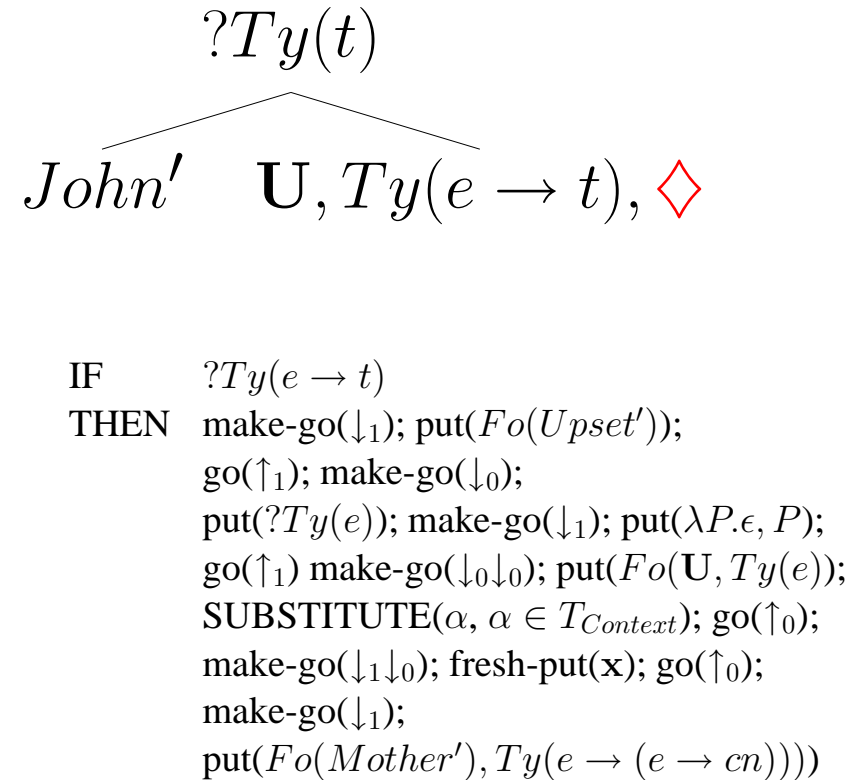 ?Ty(t)
John′ U, Ty(e → t), ♢
IF ?Ty(e → t)
THEN make-go(↓₁); put(Fo(Upset′));
go(↑₁); make-go(↓₀);
put(?Ty(e)); make-go(↓₁); put(λP.ϵ, P);
go(↑₁) make-go(↓₀↓₀); put(Fo(U, Ty(e));
SUBSTITUTE(α, α ∈ T_Context); go(↑₀);
make-go(↓₁↓₀); fresh-put(x); go(↑₀);
make-go(↓₁);
put(Fo(Mother′), Ty(e → (e → cn))))